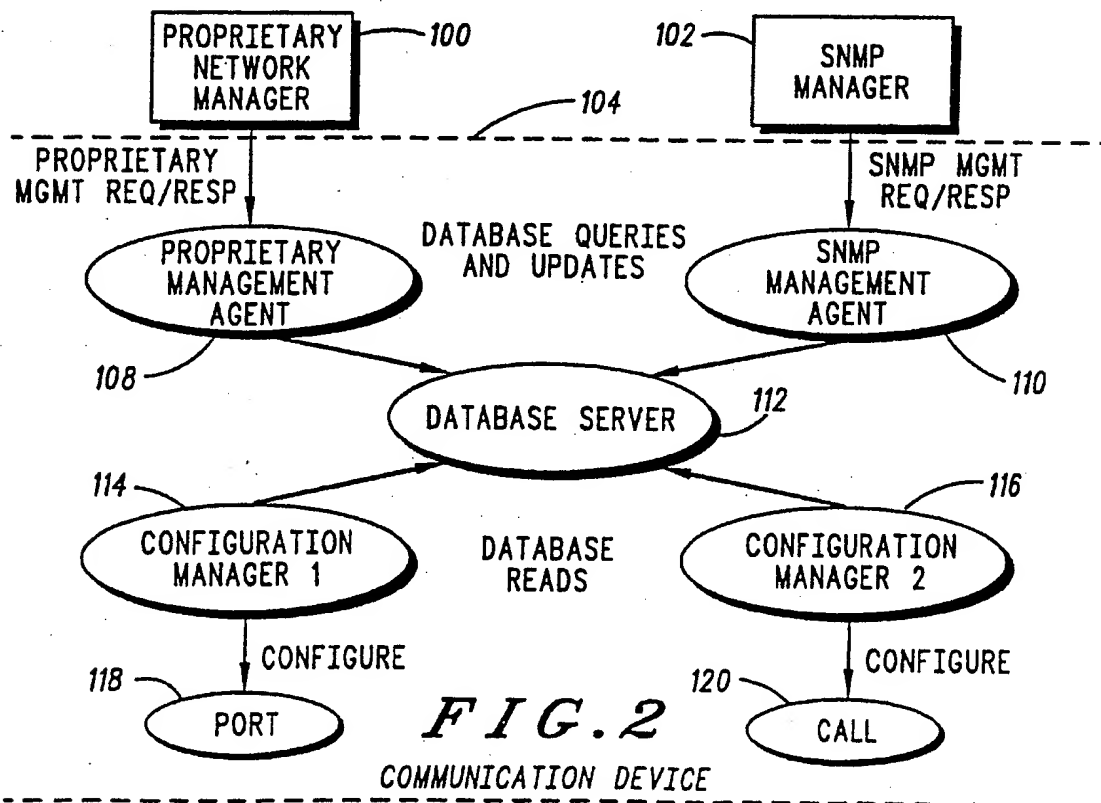 PROPRIETARY
NETWORK
MANAGER
100
102
SNMP
MANAGER
104
PROPRIETARY
MGMT REQ/RESP
SNMP MGMT
REQ/RESP
PROPRIETARY
MANAGEMENT
AGENT
DATABASE QUERIES
AND UPDATES
SNMP
MANAGEMENT
AGENT
108
110
DATABASE SERVER
112
114
116
CONFIGURATION
MANAGER 1
DATABASE
READS
CONFIGURATION
MANAGER 2
CONFIGURE
CONFIGURE
118
PORT
120
CALL
FIG.2
COMMUNICATION DEVICE